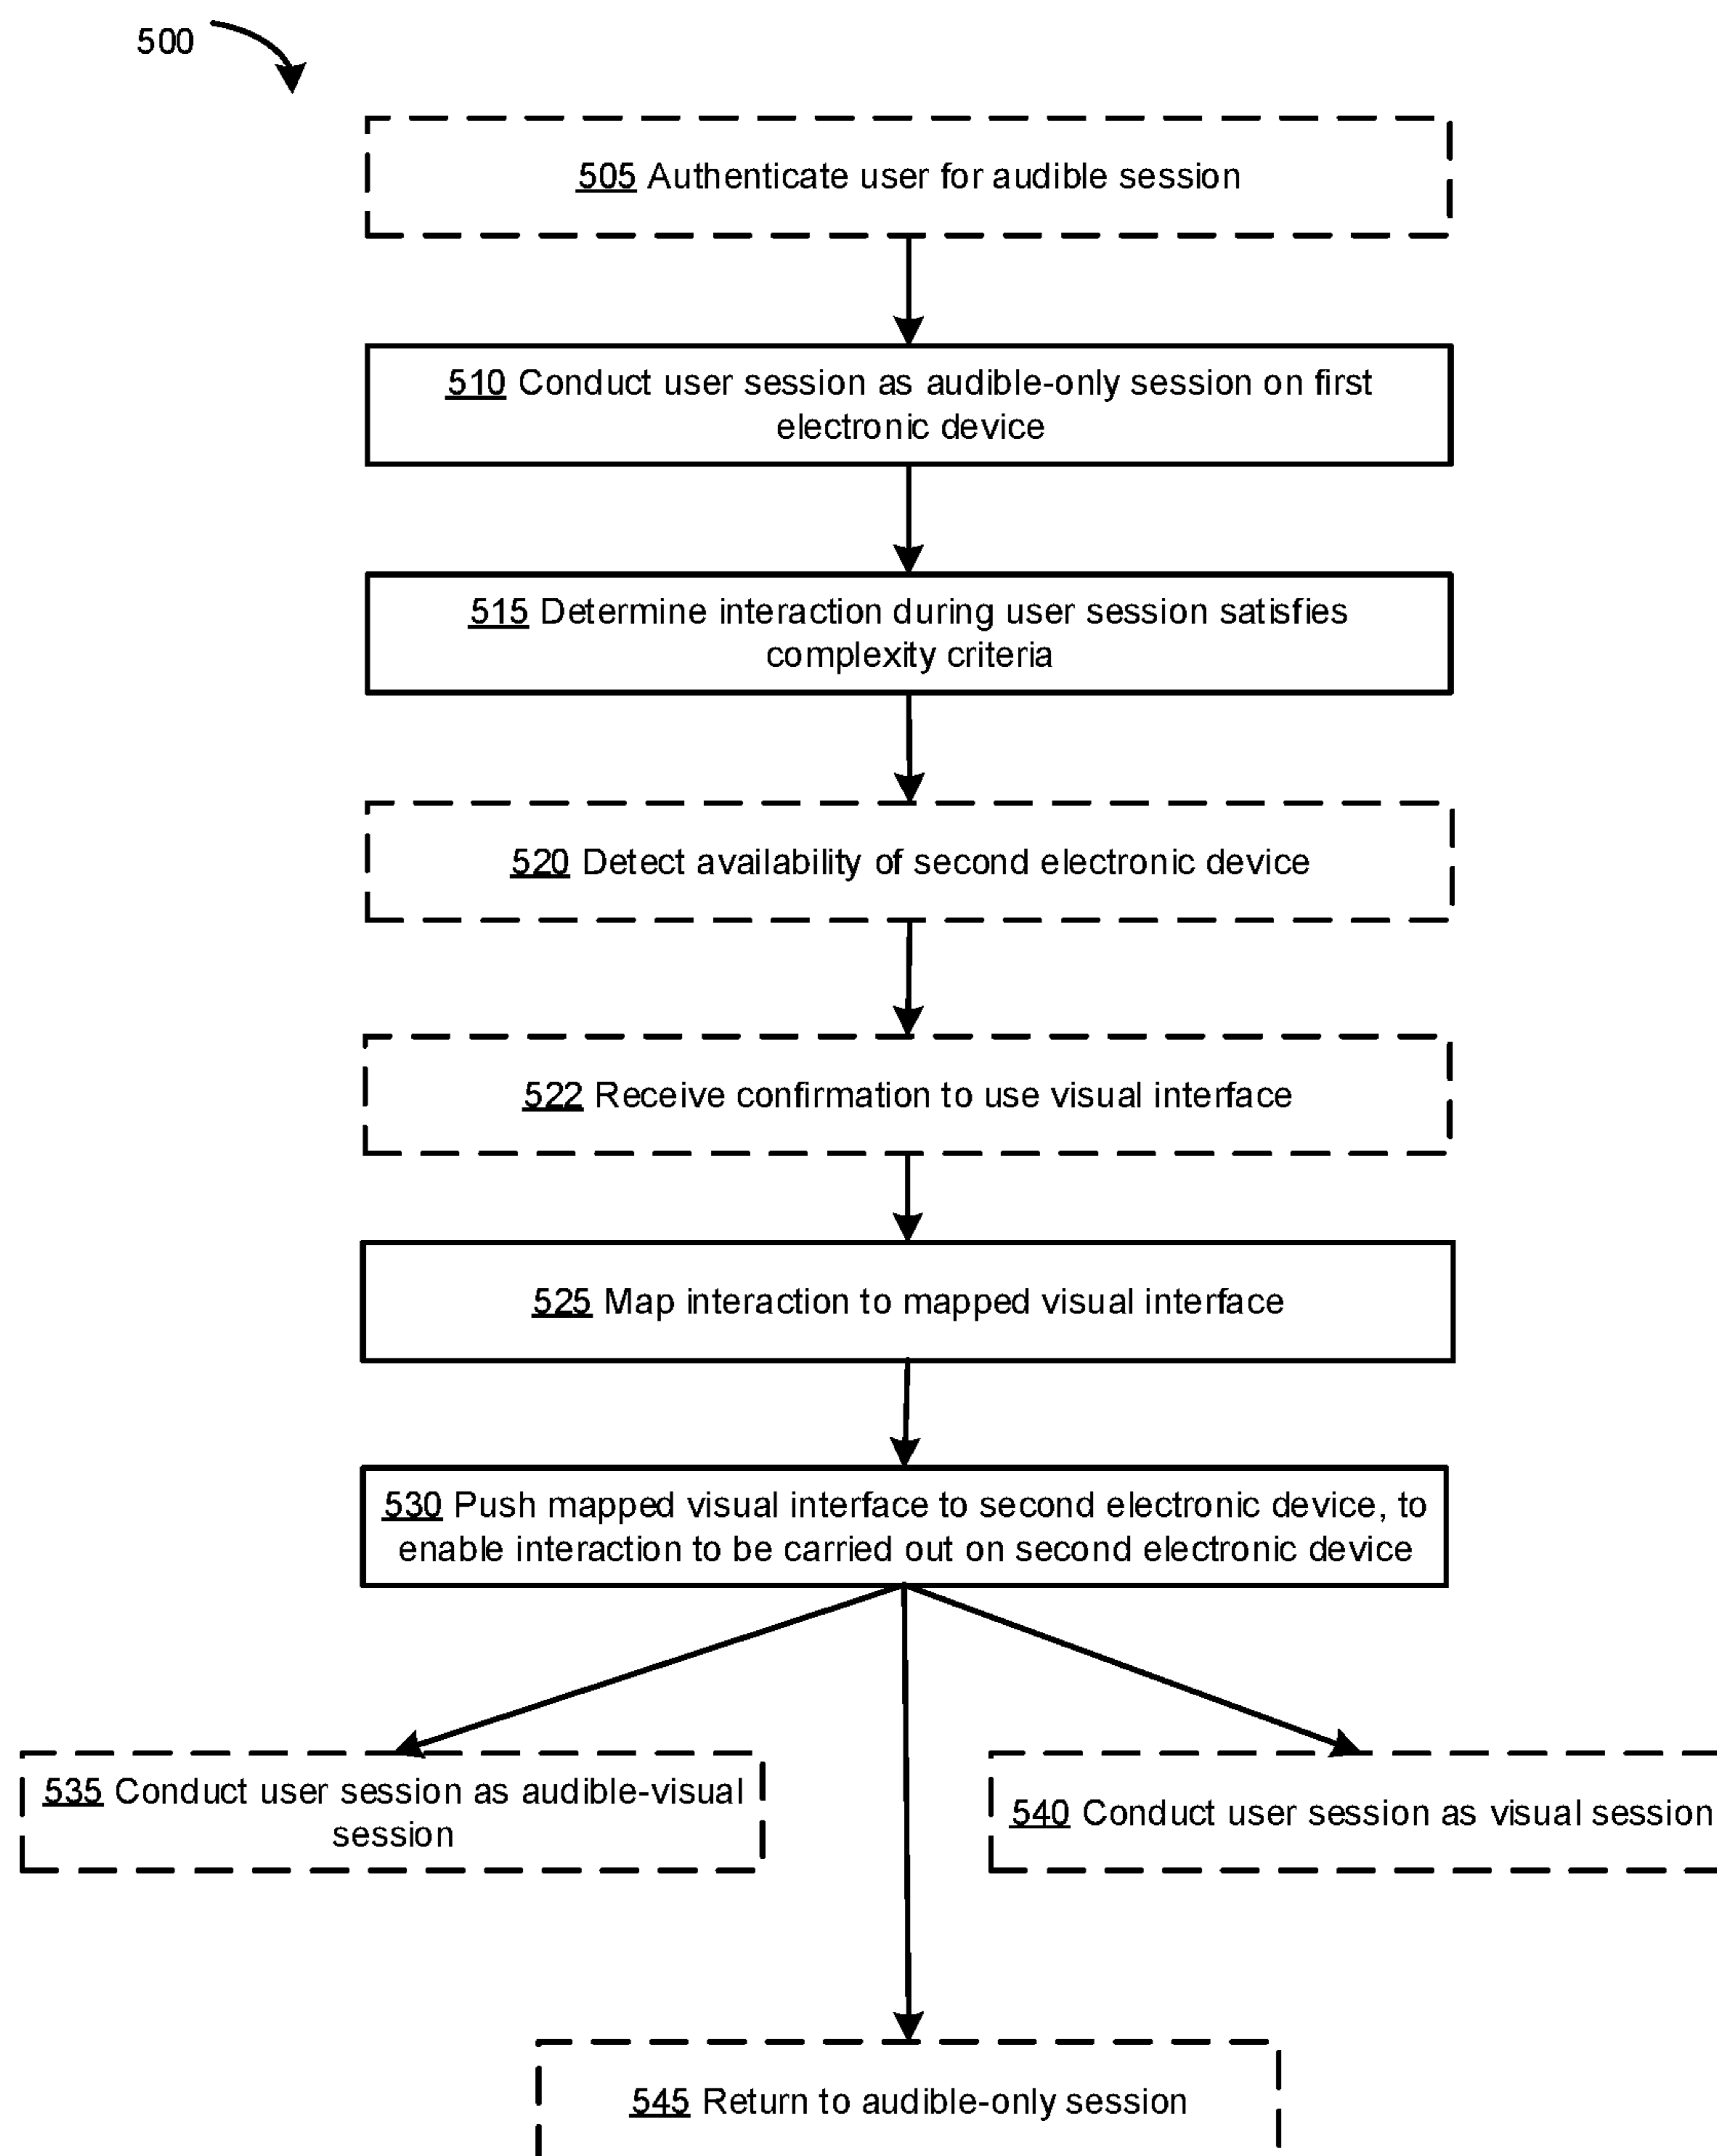 500
505 Authenticate user for audible session
510 Conduct user session as audible-only session on first
electronic device
515 Determine interaction during user session satisfies
complexity criteria
520 Detect availability of second electronic device
522 Receive confirmation to use visual interface
525 Map interaction to mapped visual interface
530 Push mapped visual interface to second electronic device, to
enable interaction to be carried out on second electronic device
535 Conduct user session as audible-visual
session
540 Conduct user session as visual session
545 Return to audible-only session